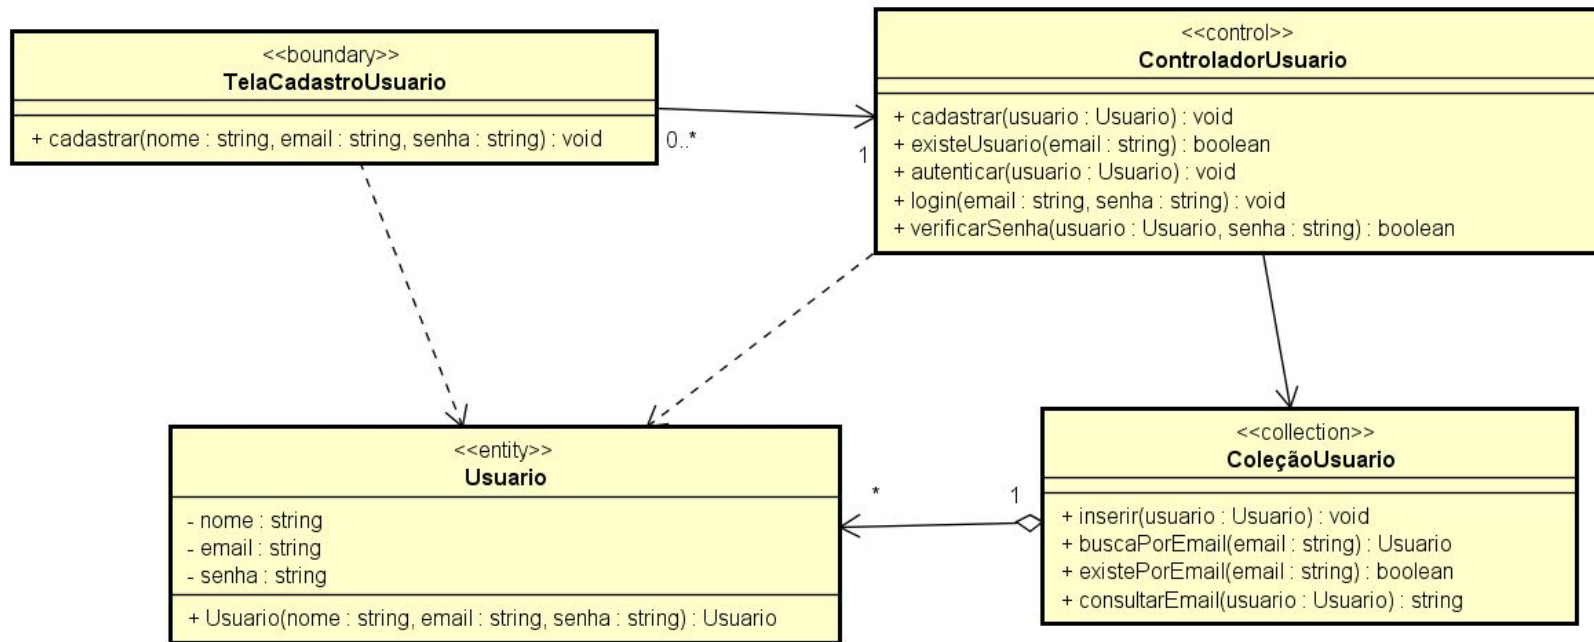 <<boundary>>
TelaCadastroUsuario
+ cadastrar(nome : string, email : string, senha : string) : void
0..*
1
<<control>>
ControladorUsuario
+ cadastrar(usuario : Usuario) : void
+ existeUsuario(email : string) : boolean
+ autenticar(usuario : Usuario) : void
+ login(email : string, senha : string) : void
+ verificarSenha(usuario : Usuario, senha : string) : boolean
<<entity>>
Usuario
- nome : string
- email : string
- senha : string
+ Usuario(nome : string, email : string, senha : string) : Usuario
*
1
<<collection>>
ColeçãoUsuario
+ inserir(usuario : Usuario) : void
+ buscaPorEmail(email : string) : Usuario
+ existePorEmail(email : string) : boolean
+ consultarEmail(usuario : Usuario) : string